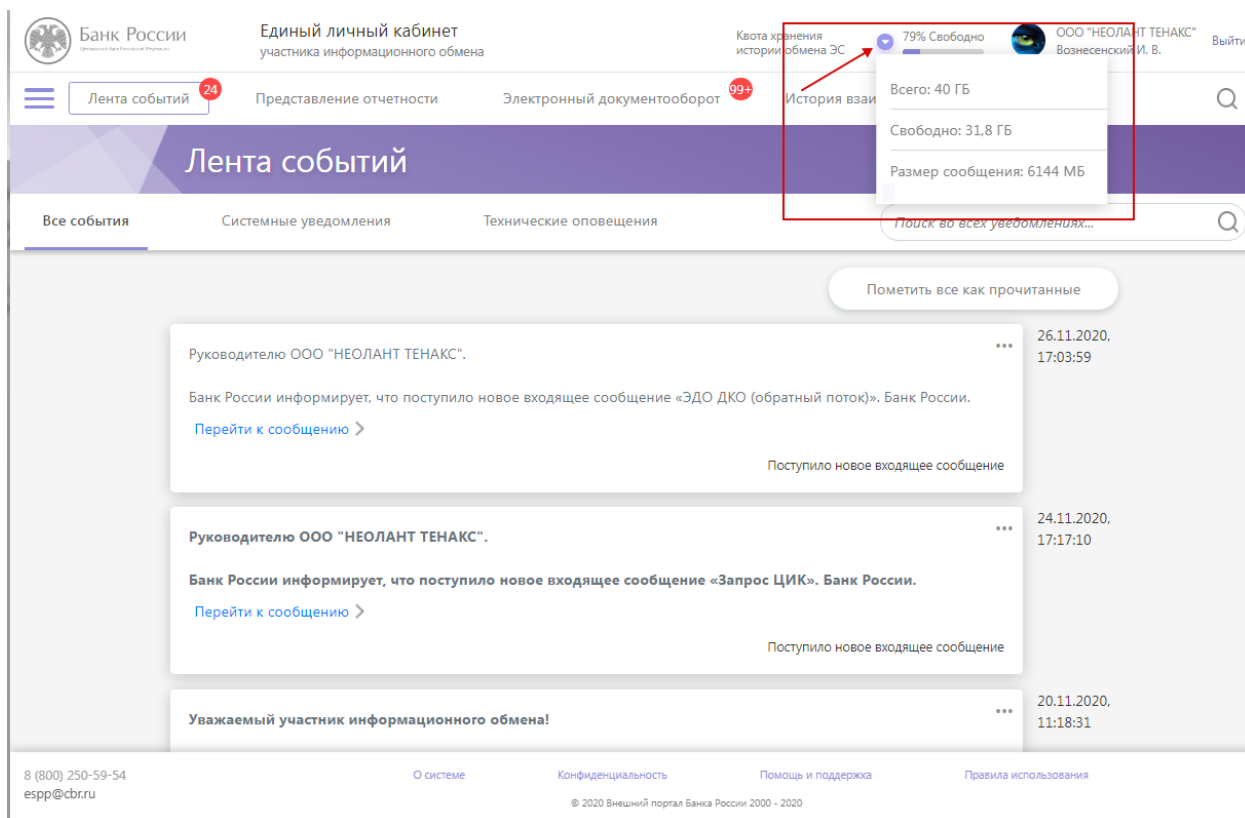 Банк России
Центральный банк Российской Федерации
Единый личный кабинет
участника информационного обмена
Квота хранения
истории обмена ЭС
79% Свободно
ООО "НЕОЛАНТ ТЕНАКС"
Вознесенский И. В.
Выйти
Всего: 40 ГБ
Свободно: 31,8 ГБ
Размер сообщения: 6144 МБ
Лента событий 24
Представление отчетности
Электронный документооборот 99+
История взаи
Лента событий
Все события
Системные уведомления
Технические оповещения
Поиск во всех уведомлениях...
Пометить все как прочитанные
Руководителю ООО "НЕОЛАНТ ТЕНАКС".
26.11.2020,
17:03:59
Банк России информирует, что поступило новое входящее сообщение «ЭДО ДКО (обратный поток)». Банк России.
Перейти к сообщению
Поступило новое входящее сообщение
Руководителю ООО "НЕОЛАНТ ТЕНАКС".
24.11.2020,
17:17:10
Банк России информирует, что поступило новое входящее сообщение «Запрос ЦИК». Банк России.
Перейти к сообщению
Поступило новое входящее сообщение
Уважаемый участник информационного обмена!
20.11.2020,
11:18:31
8 (800) 250-59-54
espp@cbr.ru
О системе
Конфиденциальность
Помощь и поддержка
Правила использования
© 2020 Внешний портал Банка России 2000 - 2020